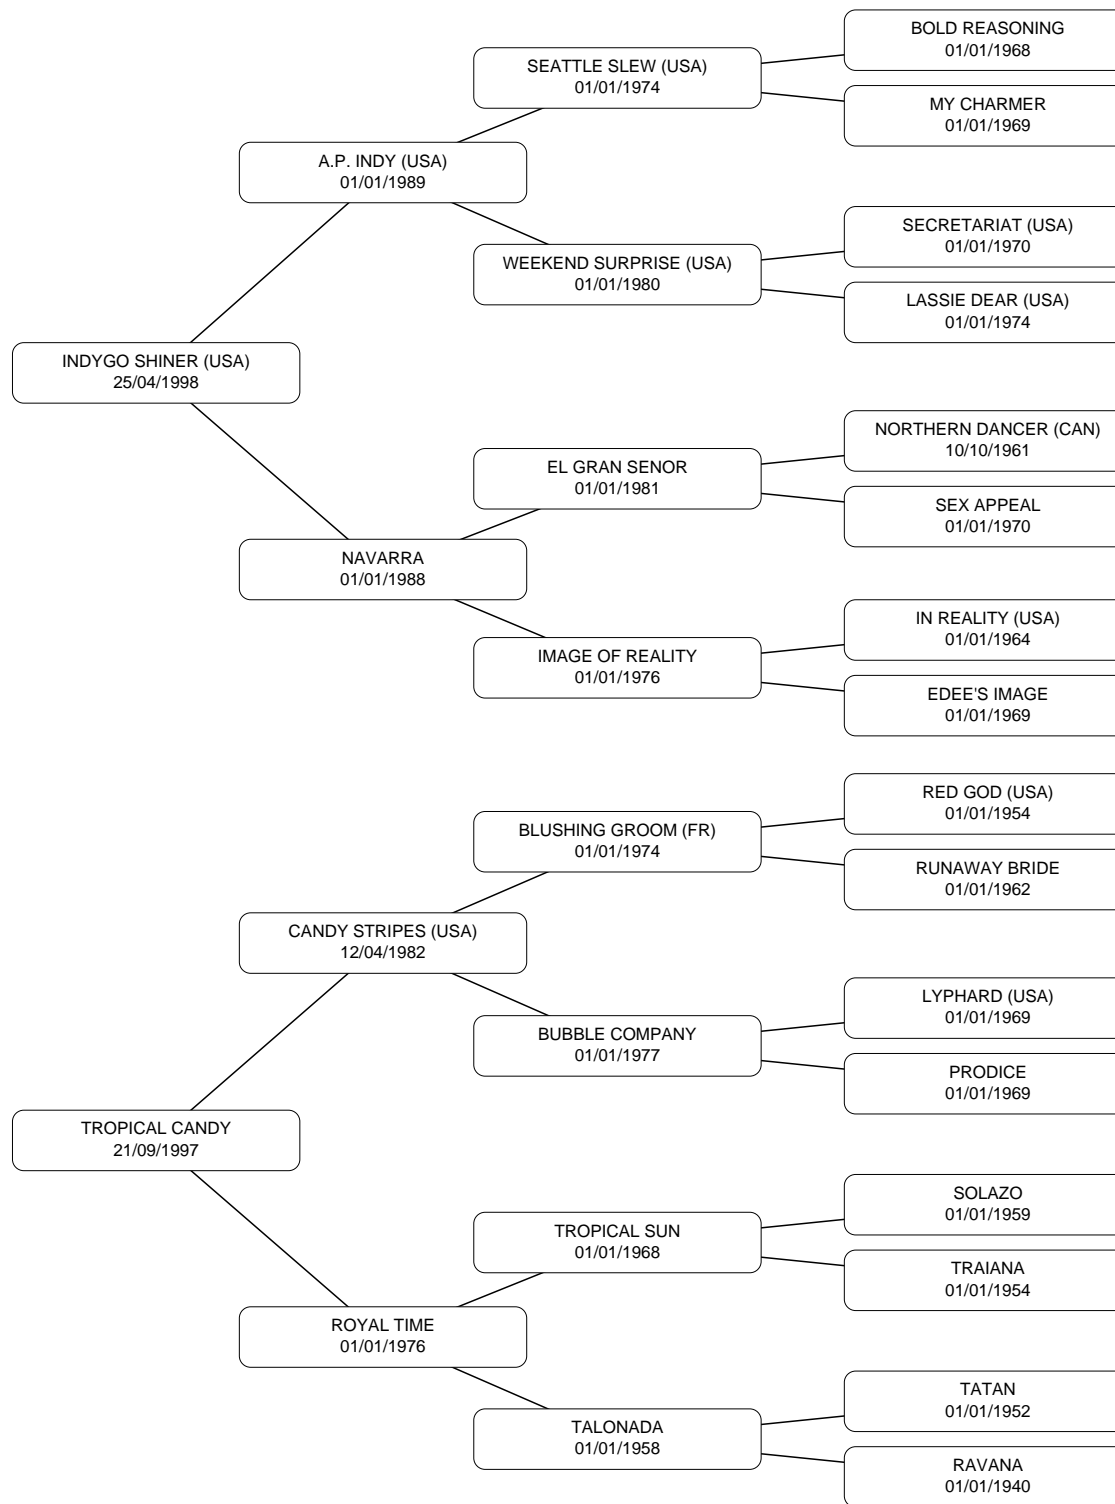 BOLD REASONING
01/01/1968
SEATTLE SLEW (USA)
01/01/1974
MY CHARMER
01/01/1969
A.P. INDY (USA)
01/01/1989
SECRETARIAT (USA)
01/01/1970
WEEKEND SURPRISE (USA)
01/01/1980
LASSIE DEAR (USA)
01/01/1974
INDYGO SHINER (USA)
25/04/1998
NORTHERN DANCER (CAN)
10/10/1961
EL GRAN SENOR
01/01/1981
SEX APPEAL
01/01/1970
NAVARRA
01/01/1988
IN REALITY (USA)
01/01/1964
IMAGE OF REALITY
01/01/1976
EDEE'S IMAGE
01/01/1969
RED GOD (USA)
01/01/1954
BLUSHING GROOM (FR)
01/01/1974
RUNAWAY BRIDE
01/01/1962
CANDY STRIPES (USA)
12/04/1982
LYPHARD (USA)
01/01/1969
BUBBLE COMPANY
01/01/1977
PRODICE
01/01/1969
TROPICAL CANDY
21/09/1997
SOLAZO
01/01/1959
TROPICAL SUN
01/01/1968
TRAIANA
01/01/1954
ROYAL TIME
01/01/1976
TATAN
01/01/1952
TALONADA
01/01/1958
RAVANA
01/01/1940